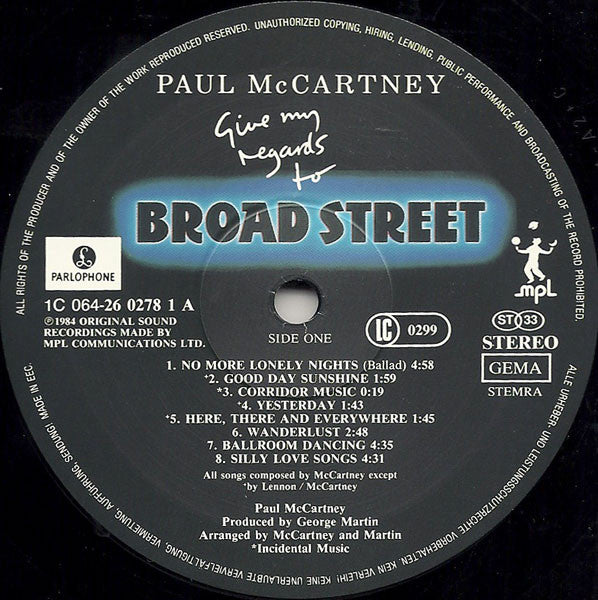 ALL RIGHTS OF THE PRODUCER AND OF THE OWNER OF THE WORK REPRODUCED RESERVED. UNAUTHORIZED COPYING, HIRING, LENDING, PUBLIC PERFORMANCE AND BROADCASTING OF THE RECORD PROHIBITED.
PAUL McCARTNEY
Give my
regards
to
BROAD STREET
PARLOPHONE
mpl
1C 064-26 0278 1 A
℗1984 ORIGINAL SOUND
RECORDINGS MADE BY
MPL COMMUNICATIONS LTD.
SIDE ONE
LC 0299
ST 33
STEREO
GEMA
STEMRA
1. NO MORE LONELY NIGHTS (Ballad) 4:58
+2. GOOD DAY SUNSHINE 1:59
*3. CORRIDOR MUSIC 0:19
+4. YESTERDAY 1:43
+5. HERE, THERE AND EVERYWHERE 1:45
6. WANDERLUST 2:48
7. BALLROOM DANCING 4:35
8. SILLY LOVE SONGS 4:31
All songs composed by McCartney except
+by Lennon / McCartney
Paul McCartney
Produced by George Martin
Arranged by McCartney and Martin
*Incidental Music
ALLE URHEBER- UND LEISTUNGSSCHUTZRECHTE VORBEHALTEN KEIN VERLEIH! KEINE UNERLAUBTE VERVIELFÄLTIGUNG, VERMIETUNG, AUFFÜHRUNG, SENDUNG! MADE IN EEC.